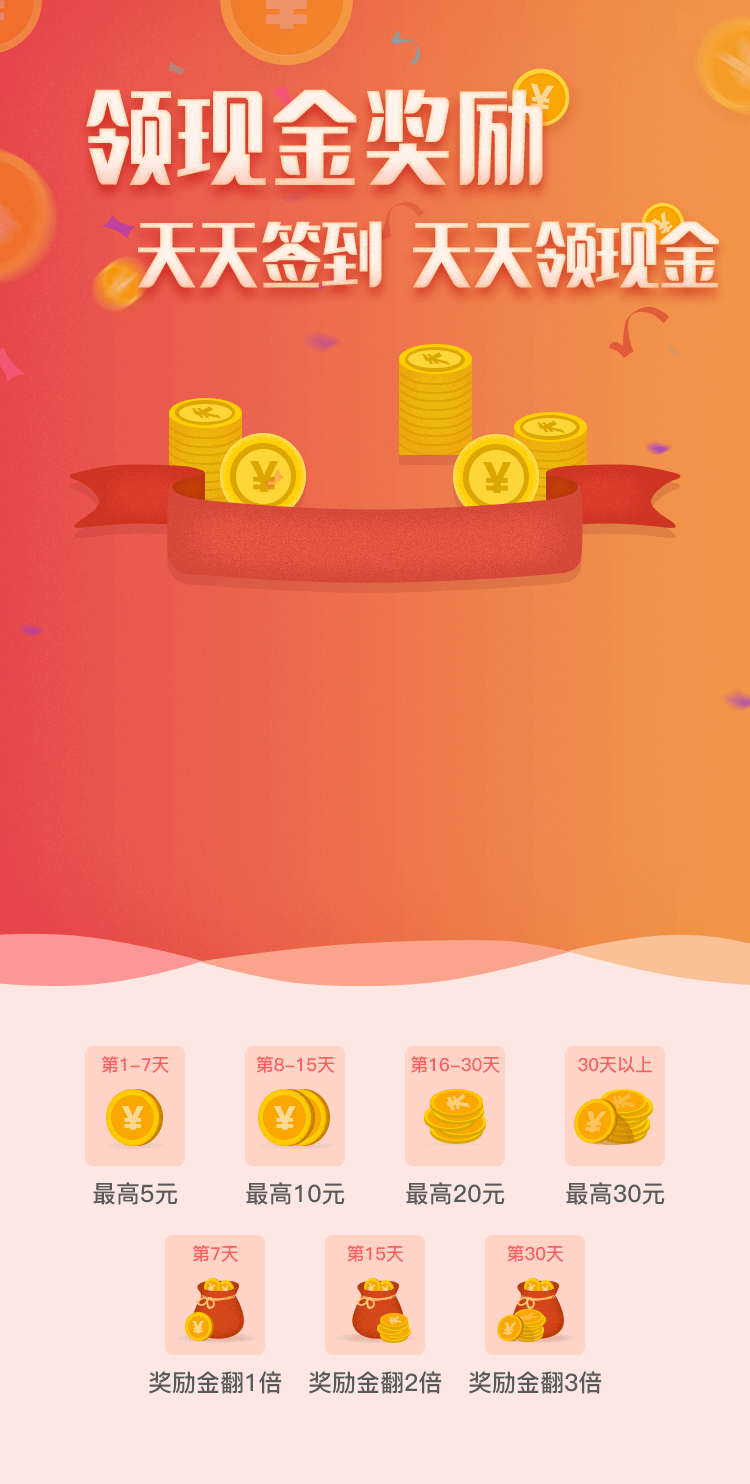 领现金奖励
天天签到 天天领现金
第1-7天
第8-15天
第16-30天
30天以上
最高5元
最高10元
最高20元
最高30元
第7天
第15天
第30天
奖励金翻1倍
奖励金翻2倍
奖励金翻3倍